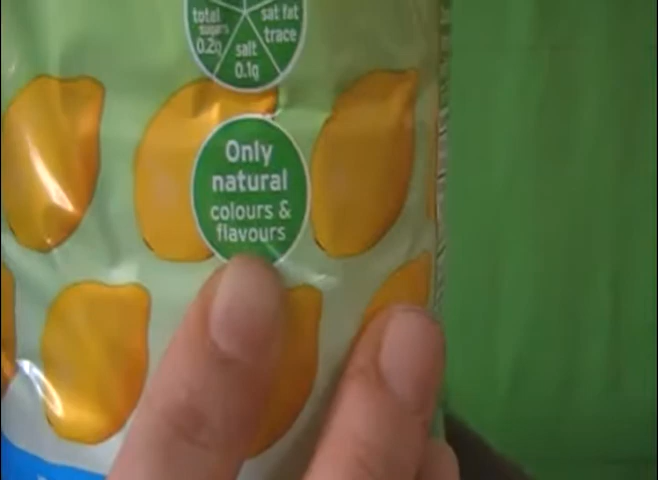 total
sugars
0.2g
sat fat
trace
salt
0.1g
Only
natural
colours &
flavours